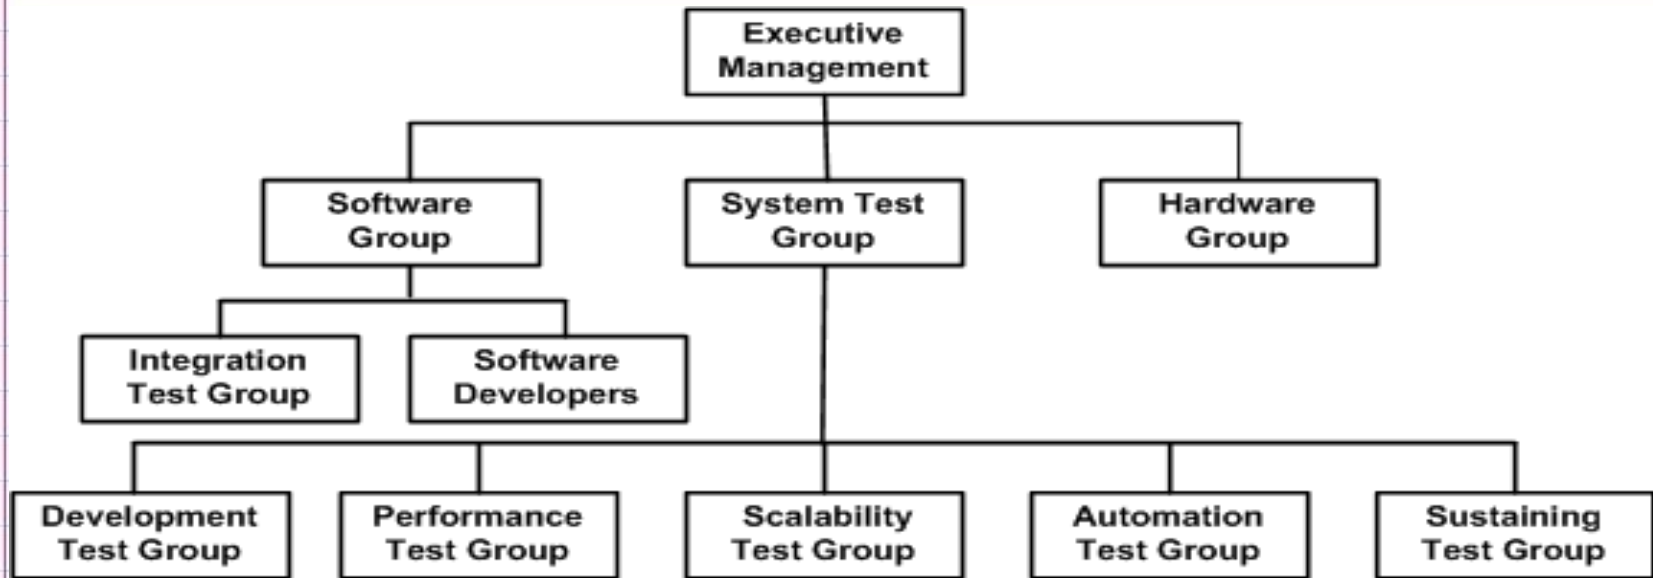 Executive
Management
Software
Group
System Test
Group
Hardware
Group
Integration
Test Group
Software
Developers
Development
Test Group
Performance
Test Group
Scalability
Test Group
Automation
Test Group
Sustaining
Test Group